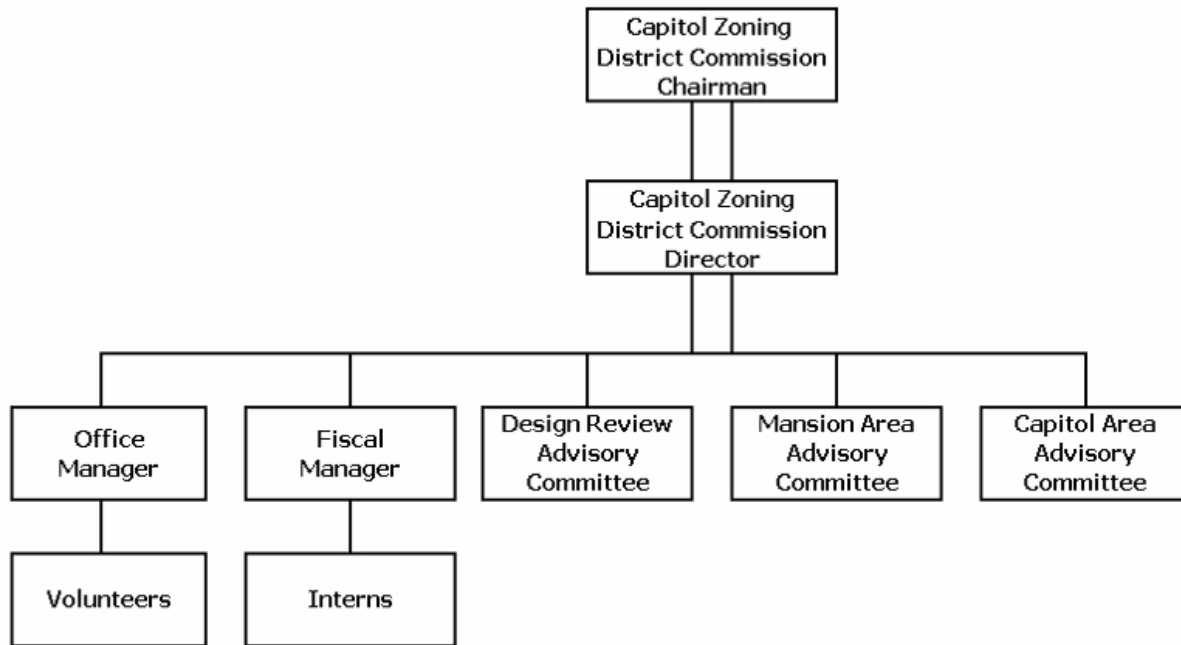 Capitol Zoning
District Commission
Chairman
Capitol Zoning
District Commission
Director
Office
Manager
Fiscal
Manager
Design Review
Advisory
Committee
Mansion Area
Advisory
Committee
Capitol Area
Advisory
Committee
Volunteers
Interns